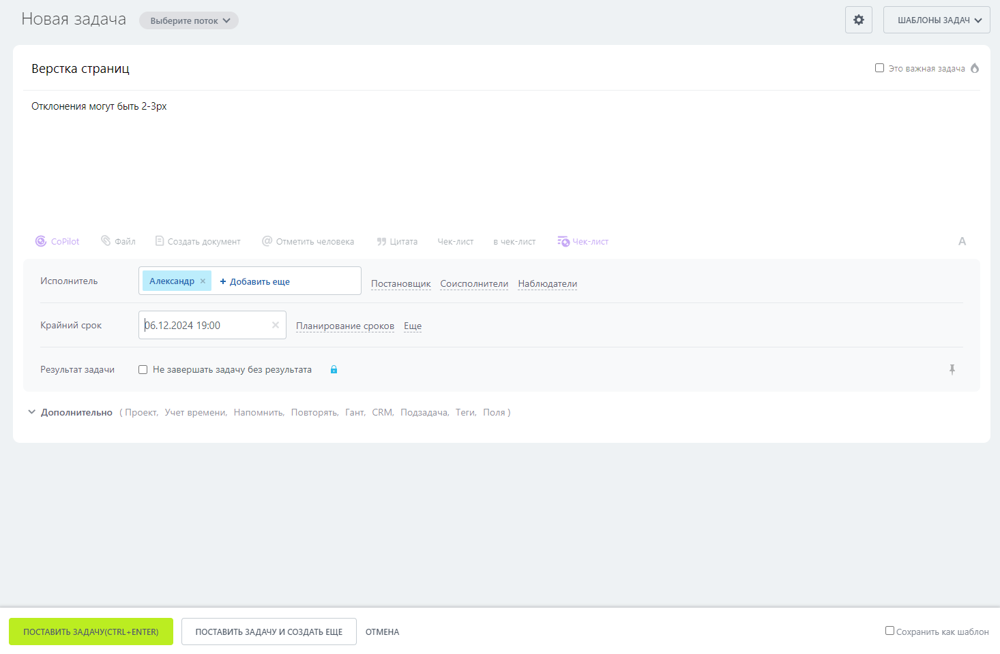 Новая задача Выберите поток ШАБЛОНЫ ЗАДАЧ
Верстка страниц Это важная задача
Отклонения могут быть 2-3px
CoPilot Файл Создать документ Отметить человека Цитата Чек-лист в чек-лист Чек-лист A
Исполнитель Александр × + Добавить еще Постановщик Соисполнители Наблюдатели
Крайний срок 06.12.2024 19:00 Планирование сроков Еще
Результат задачи Не завершать задачу без результата
Дополнительно ( Проект, Учет времени, Напомнить, Повторять, Гант, CRM, Подзадача, Теги, Поля )
ПОСТАВИТЬ ЗАДАЧУ(CTRL+ENTER) ПОСТАВИТЬ ЗАДАЧУ И СОЗДАТЬ ЕЩЕ ОТМЕНА Сохранить как шаблон